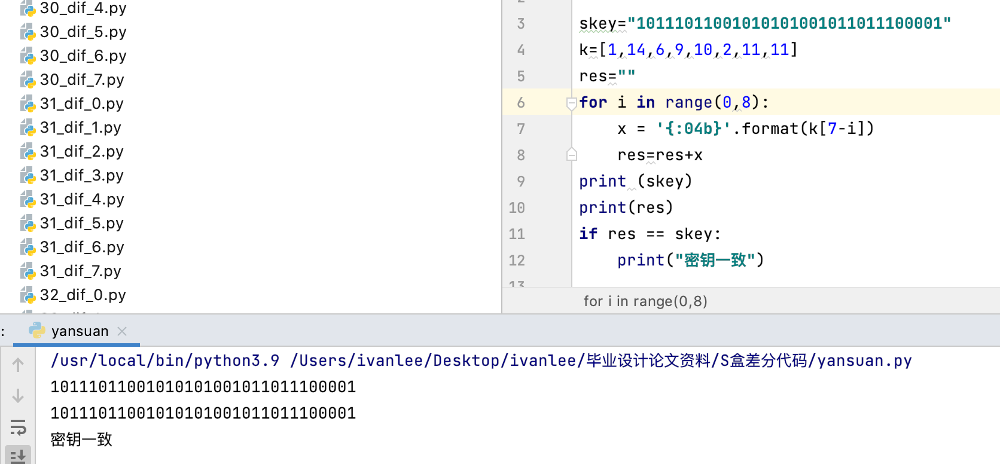 30_dif_4.py
30_dif_5.py
30_dif_6.py
30_dif_7.py
31_dif_0.py
31_dif_1.py
31_dif_2.py
31_dif_3.py
31_dif_4.py
31_dif_5.py
31_dif_6.py
31_dif_7.py
32_dif_0.py
3 skey="10111011001010101001011011100001"
4 k=[1,14,6,9,10,2,11,11]
5 res=""
6 for i in range(0,8):
7 x = '{:04b}'.format(k[7-i])
8 res=res+x
9 print (skey)
10 print(res)
11 if res == skey:
12 print("密钥一致")
13
for i in range(0,8)
: yansuan
/usr/local/bin/python3.9 /Users/ivanlee/Desktop/ivanlee/毕业设计论文资料/S盒差分代码/yansuan.py
10111011001010101001011011100001
10111011001010101001011011100001
密钥一致